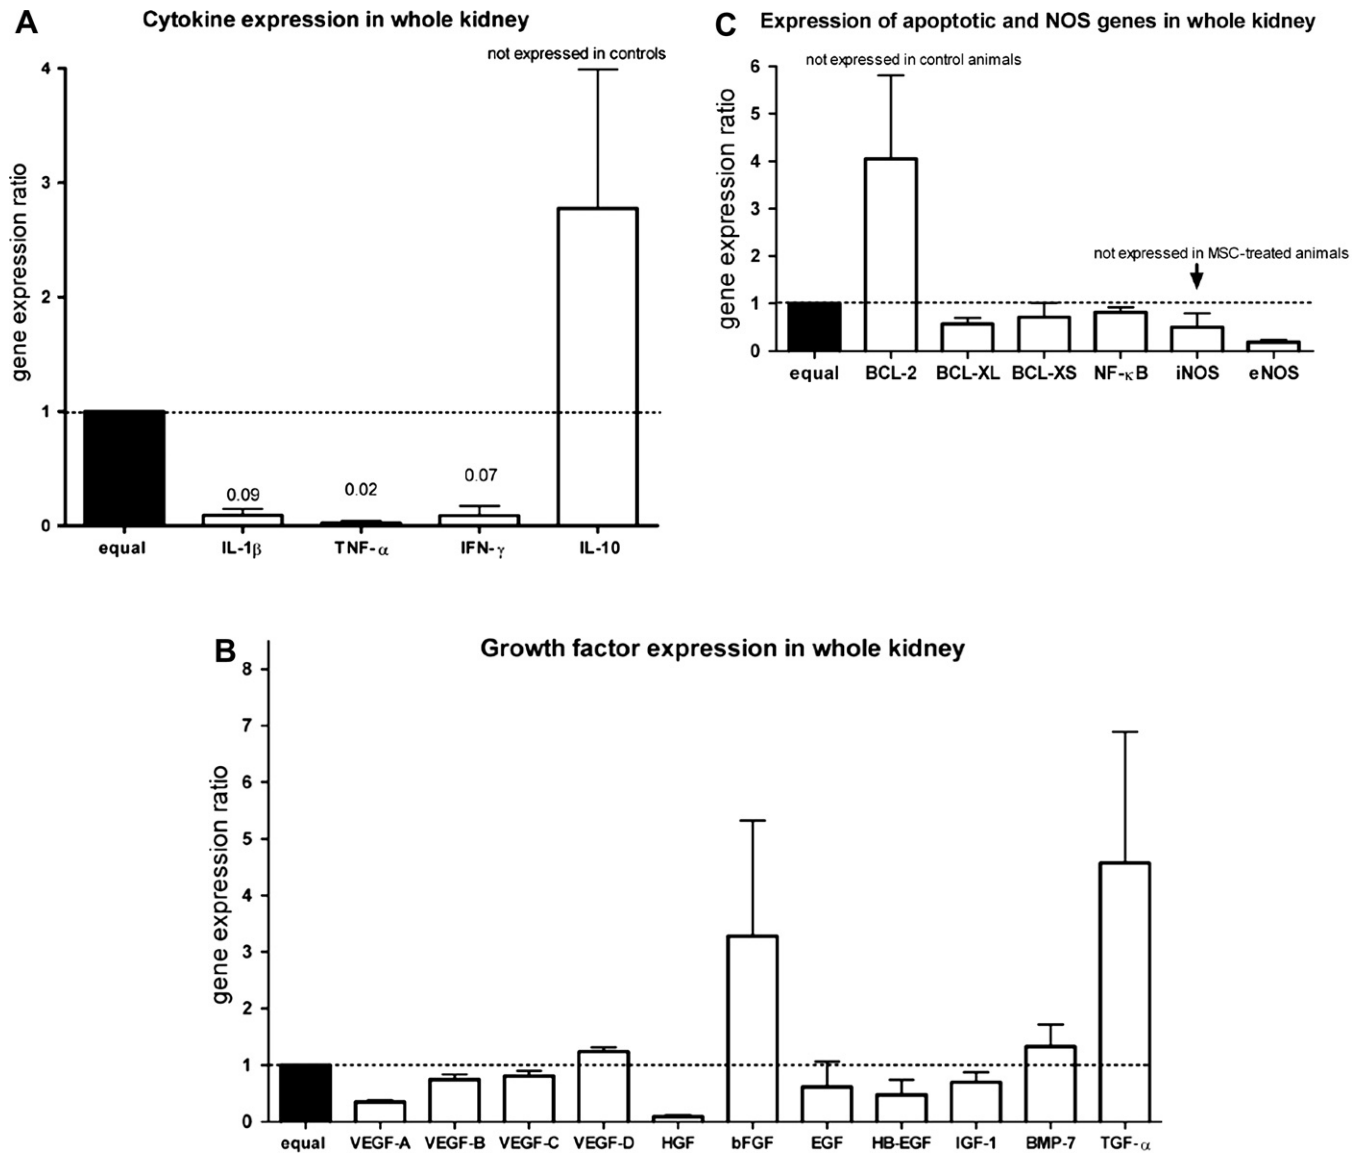 A
Cytokine expression in whole kidney
not expressed in controls
gene expression ratio
4
3
2
1
0
0.09
0.02
0.07
equal IL-1β TNF-α IFN-γ IL-10
C
Expression of apoptotic and NOS genes in whole kidney
not expressed in control animals
gene expression ratio
6
5
4
3
2
1
0
not expressed in MSC-treated animals
equal BCL-2 BCL-XL BCL-XS NF-κB iNOS eNOS
B
Growth factor expression in whole kidney
gene expression ratio
8
7
6
5
4
3
2
1
0
equal VEGF-A VEGF-B VEGF-C VEGF-D HGF bFGF EGF HB-EGF IGF-1 BMP-7 TGF-α